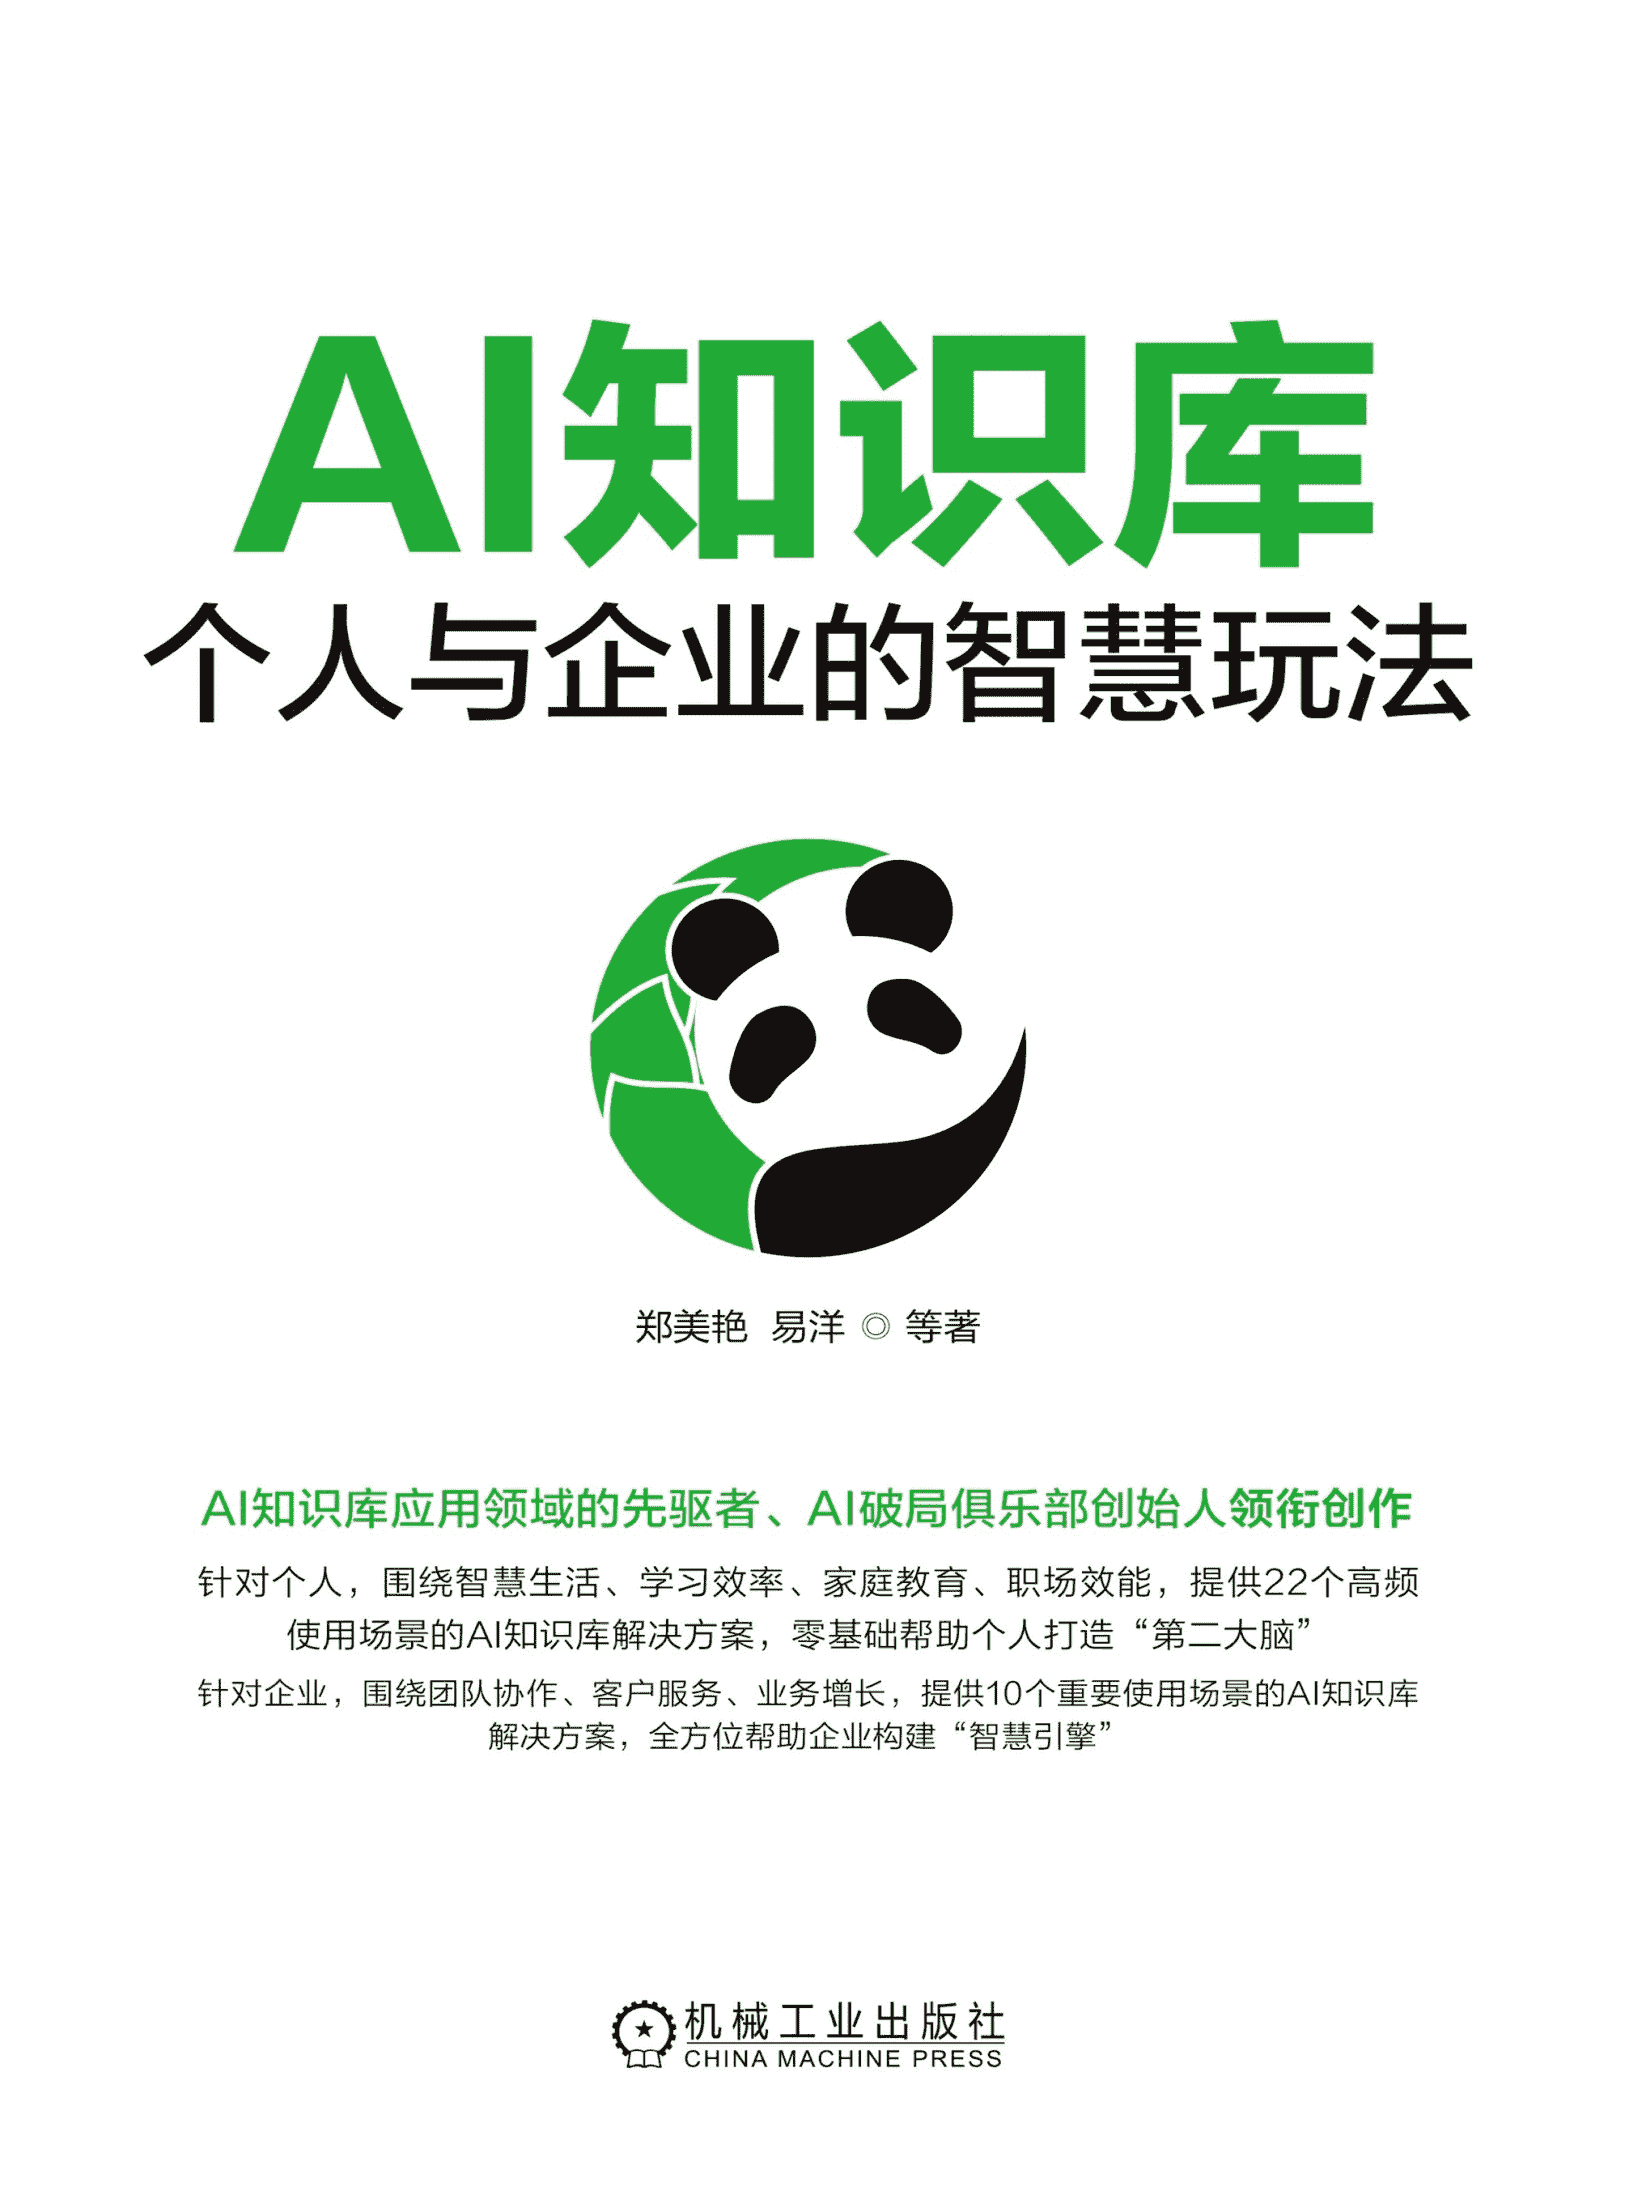 AI知识库
个人与企业的智慧玩法
郑美艳 易洋 ◎ 等著
AI知识库应用领域的先驱者、AI破局俱乐部创始人领衔创作
针对个人，围绕智慧生活、学习效率、家庭教育、职场效能，提供22个高频
使用场景的AI知识库解决方案，零基础帮助个人打造“第二大脑”
针对企业，围绕团队协作、客户服务、业务增长，提供10个重要使用场景的AI知识库
解决方案，全方位帮助企业构建“智慧引擎”
机械工业出版社
CHINA MACHINE PRESS